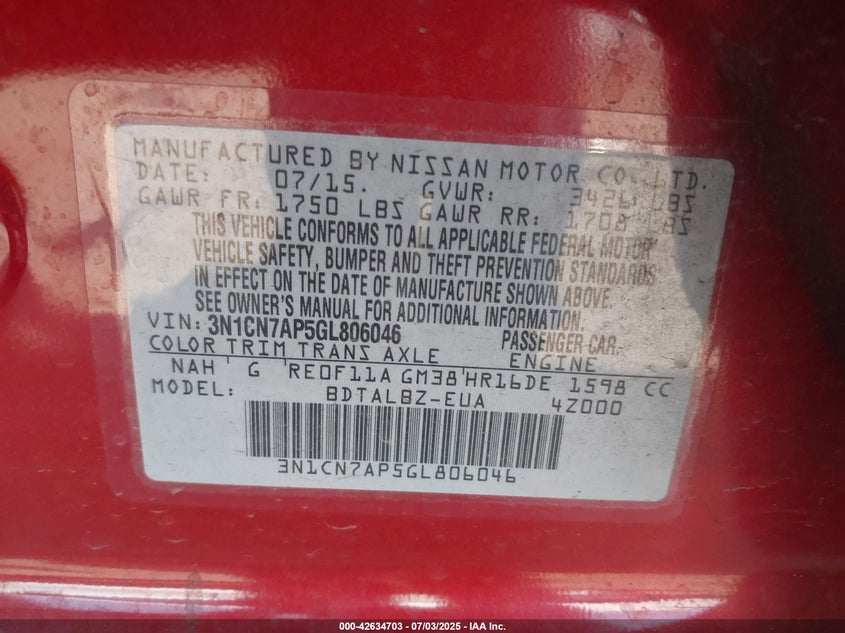 MANUFACTURED BY NISSAN MOTOR CO., LTD.
DATE: 07/15. GVWR: 3426 LBS
GAWR FR: 1750 LBS GAWR RR: 1708 LBS
THIS VEHICLE CONFORMS TO ALL APPLICABLE FEDERAL MOTOR
VEHICLE SAFETY, BUMPER AND THEFT PREVENTION STANDARDS
IN EFFECT ON THE DATE OF MANUFACTURE SHOWN ABOVE.
SEE OWNER'S MANUAL FOR ADDITIONAL INFORMATION.
VIN: 3N1CN7AP5GL806046 PASSENGER CAR.
COLOR TRIM TRANS AXLE ENGINE
NAH ' G 'RE0F11A GM38'HR16DE 1598 CC
MODEL: BDTALBZ-EUA 4Z000
3N1CN7AP5GL806046
000-42634703 - 07/03/2025 - IAA Inc.